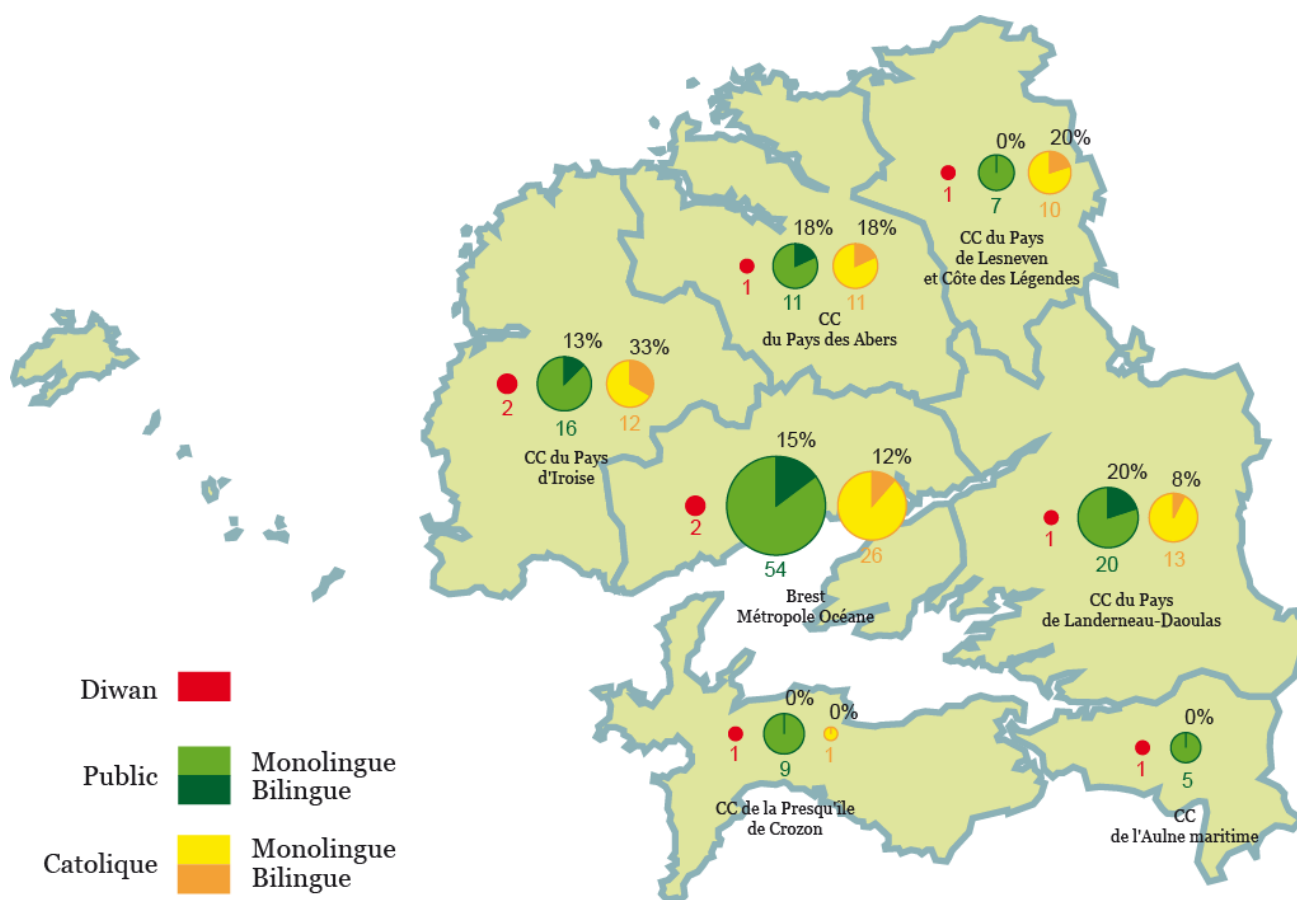 0% 20%
1 7 10
CC du Pays
de Lesneven
et Côte des Légendes
18% 18%
1 11 11
CC
du Pays des Abers
13% 33%
2 16 12
CC du Pays
d'Iroise
15% 12%
2 54 26
Brest
Métropole Océane
20% 8%
1 20 13
CC du Pays
de Landerneau-Daoulas
0% 0%
1 9 1
CC de la Presqu'île
de Crozon
0%
1 5
CC
de l'Aulne maritime
Diwan
Public Monolingue
Bilingue
Catolique Monolingue
Bilingue